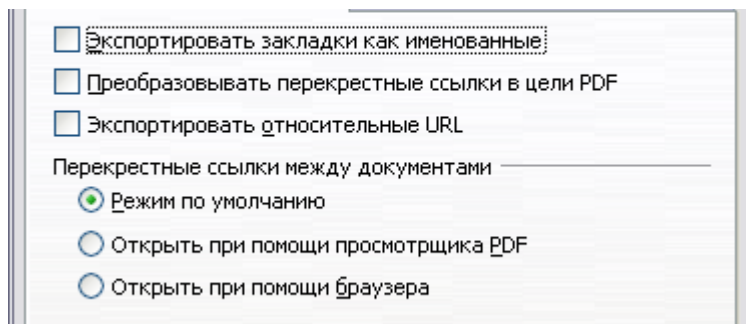 Экспортировать закладки как именованные
Преобразовывать перекрестные ссылки в цели PDF
Экспортировать относительные URL
Перекрестные ссылки между документами
Режим по умолчанию
Открыть при помощи просмотрщика PDF
Открыть при помощи браузера